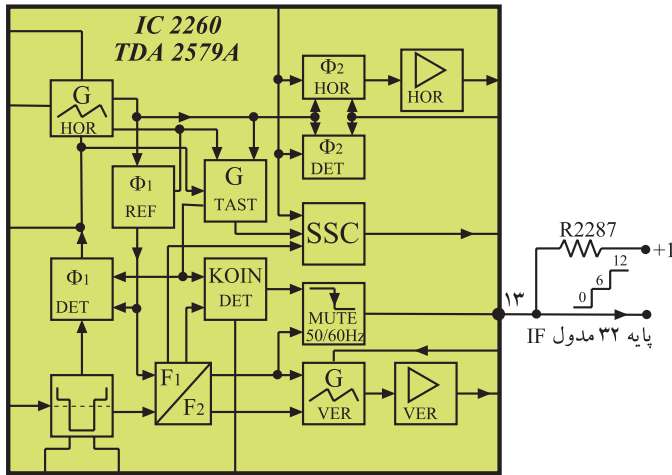 IC 2260
TDA 2579A
G
HOR
Φ2
HOR
HOR
Φ2
DET
Φ1
REF
G
TAST
SSC
Φ1
DET
KOIN
DET
MUTE
50/60Hz
F1
F2
G
VER
VER
R2287
+1
12
6
0
۱۳
پایه ۳۲ مدول IF